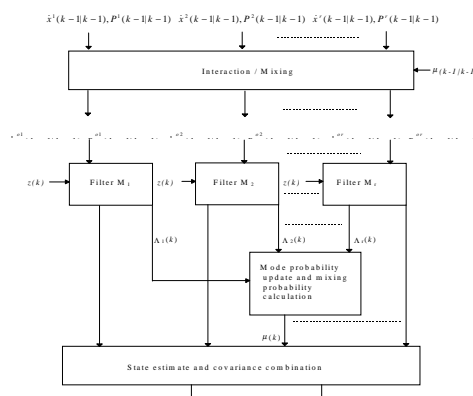 x̂¹(k-1|k-1), P¹(k-1|k-1) x̂²(k-1|k-1), P²(k-1|k-1) x̂ʳ(k-1|k-1), Pʳ(k-1|k-1)
Interaction / Mixing
μ(k-1/k-1
z(k)
Filter M₁
z(k)
Filter M₂
z(k)
Filter Mᵣ
Λ₁(k)
Λ₂(k)
Λᵣ(k)
Mode probability
update and mixing
probability
calculation
μ(k)
State estimate and covariance combination